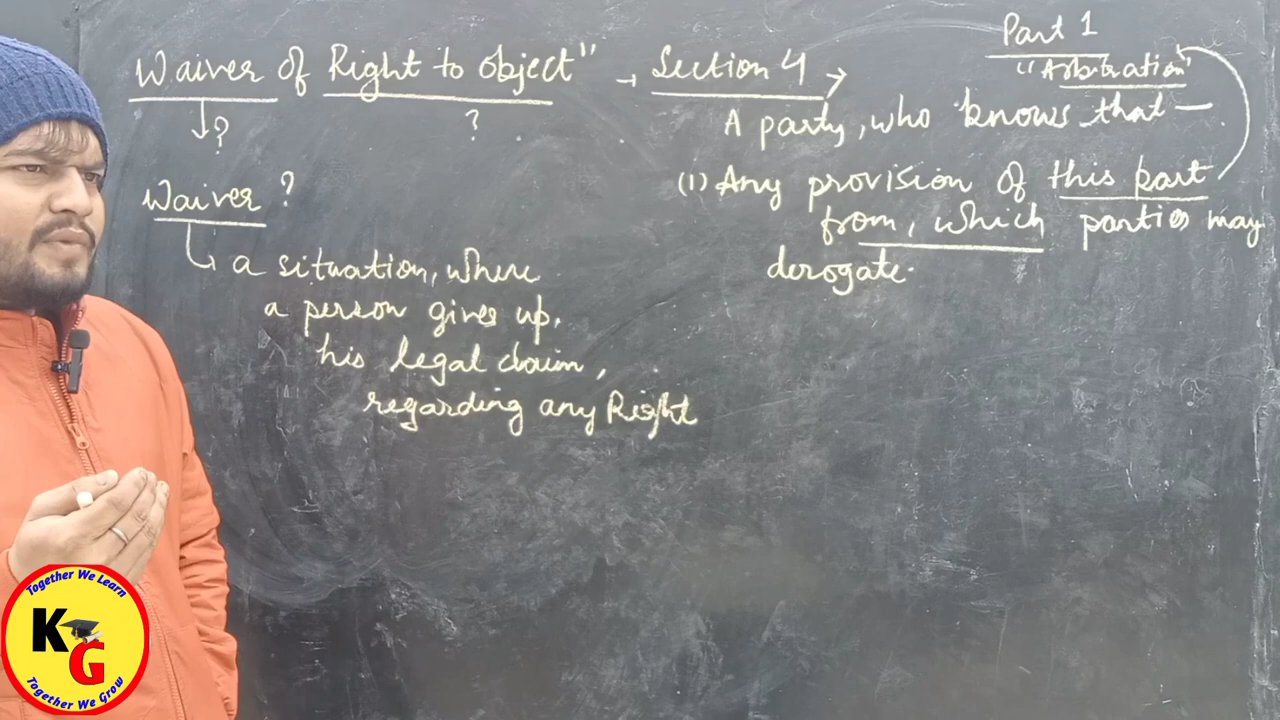 Waiver of Right to object" → Section 4 →
?
?
Waiver ?
a situation, where
a person gives up,
his legal claim,
regarding any Right
Part 1
"Arbitration"
A party, who knows that —
(1) Any provision of this part
from, which parties may
derogate.
Together We Learn
KG
Together We Grow